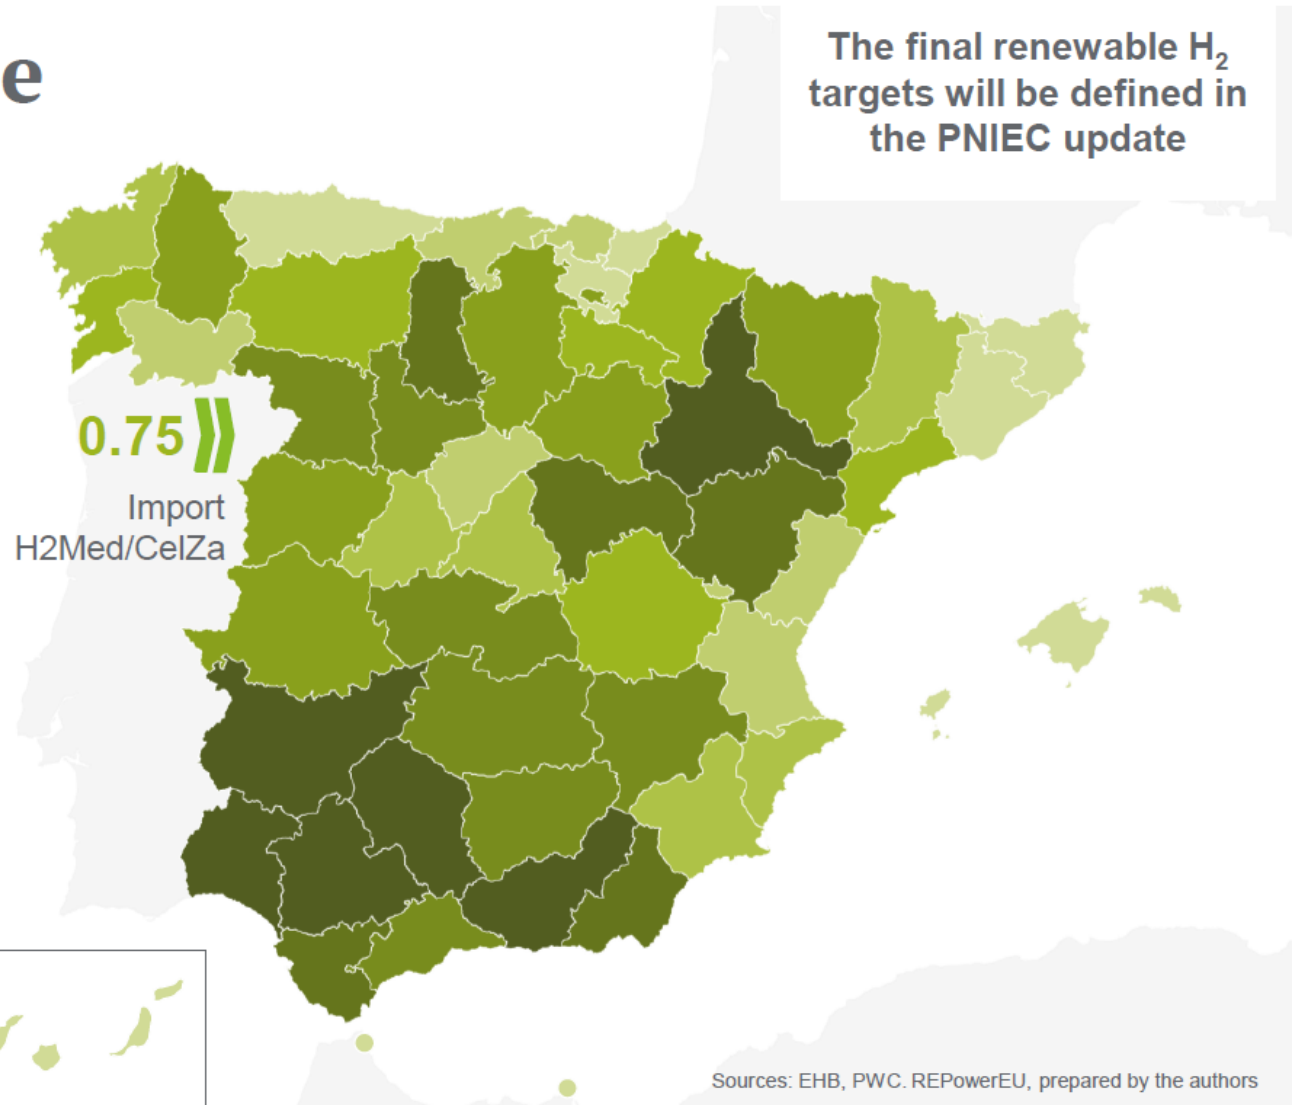 e
The final renewable H₂
targets will be defined in
the PNIEC update
0.75
Import
H2Med/CelZa
Sources: EHB, PWC. REPowerEU, prepared by the authors